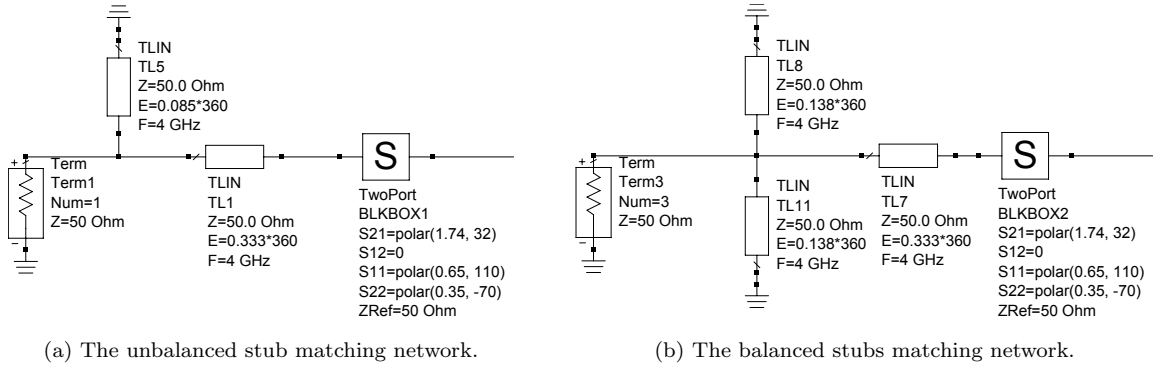 TLIN
TL5
Z=50.0 Ohm
E=0.085*360
F=4 GHz
+
Term
Term1
Num=1
Z=50 Ohm
−
TLIN
TL1
Z=50.0 Ohm
E=0.333*360
F=4 GHz
S
TwoPort
BLKBOX1
S21=polar(1.74, 32)
S12=0
S11=polar(0.65, 110)
S22=polar(0.35, -70)
ZRef=50 Ohm
(a) The unbalanced stub matching network.
TLIN
TL8
Z=50.0 Ohm
E=0.138*360
F=4 GHz
+
Term
Term3
Num=3
Z=50 Ohm
−
TLIN
TL11
Z=50.0 Ohm
E=0.138*360
F=4 GHz
TLIN
TL7
Z=50.0 Ohm
E=0.333*360
F=4 GHz
S
TwoPort
BLKBOX2
S21=polar(1.74, 32)
S12=0
S11=polar(0.65, 110)
S22=polar(0.35, -70)
ZRef=50 Ohm
(b) The balanced stubs matching network.